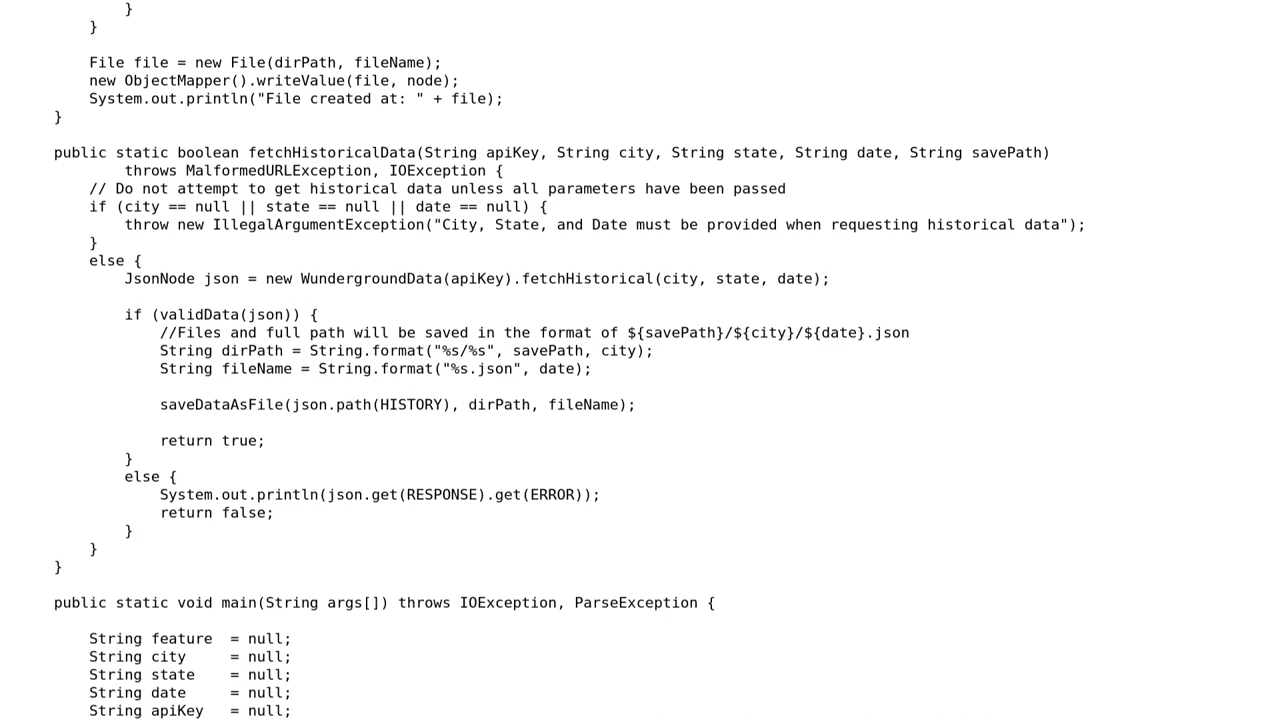 }
    }

    File file = new File(dirPath, fileName);
    new ObjectMapper().writeValue(file, node);
    System.out.println("File created at: " + file);
}

public static boolean fetchHistoricalData(String apiKey, String city, String state, String date, String savePath)
        throws MalformedURLException, IOException {
    // Do not attempt to get historical data unless all parameters have been passed
    if (city == null || state == null || date == null) {
        throw new IllegalArgumentException("City, State, and Date must be provided when requesting historical data");
    }
    else {
        JsonNode json = new WundergroundData(apiKey).fetchHistorical(city, state, date);

        if (validData(json)) {
            //Files and full path will be saved in the format of ${savePath}/${city}/${date}.json
            String dirPath = String.format("%s/%s", savePath, city);
            String fileName = String.format("%s.json", date);

            saveDataAsFile(json.path(HISTORY), dirPath, fileName);

            return true;
        }
        else {
            System.out.println(json.get(RESPONSE).get(ERROR));
            return false;
        }
    }
}

public static void main(String args[]) throws IOException, ParseException {

    String feature  = null;
    String city     = null;
    String state    = null;
    String date     = null;
    String apiKey   = null;